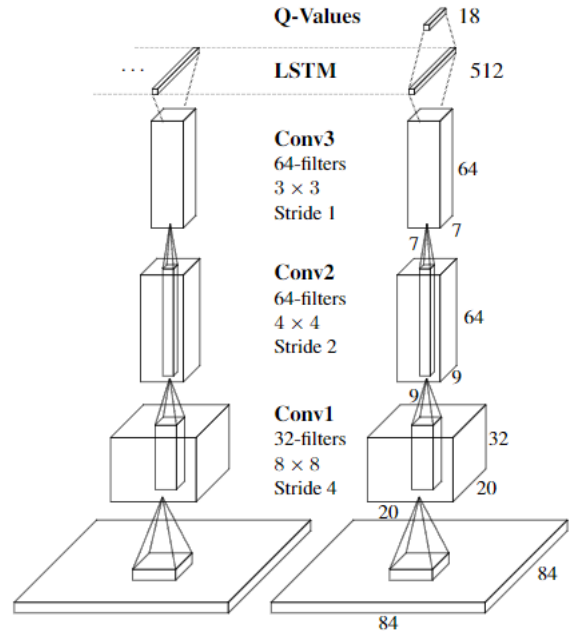 Q-Values 18
... LSTM 512
Conv3
64-filters
3 × 3
Stride 1
64
7
7
Conv2
64-filters
4 × 4
Stride 2
64
9
9
Conv1
32-filters
8 × 8
Stride 4
32
20
20
84
84